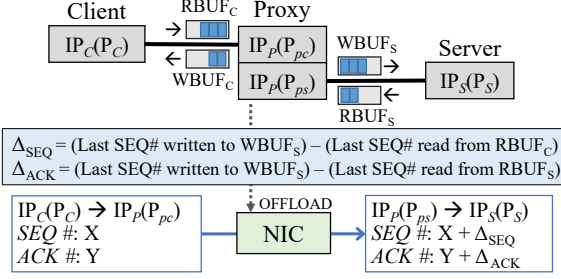 RBUF_C
Client
Proxy
IP_C(P_C)
IP_P(P_pc)
WBUF_S
Server
WBUF_C
IP_P(P_ps)
IP_S(P_S)
RBUF_S
Δ_SEQ = (Last SEQ# written to WBUF_S) – (Last SEQ# read from RBUF_C)
Δ_ACK = (Last SEQ# written to WBUF_S) – (Last SEQ# read from RBUF_S)
OFFLOAD
IP_C(P_C) → IP_P(P_pc)
SEQ #: X
ACK #: Y
NIC
IP_P(P_ps) → IP_S(P_S)
SEQ #: X + Δ_SEQ
ACK #: Y + Δ_ACK